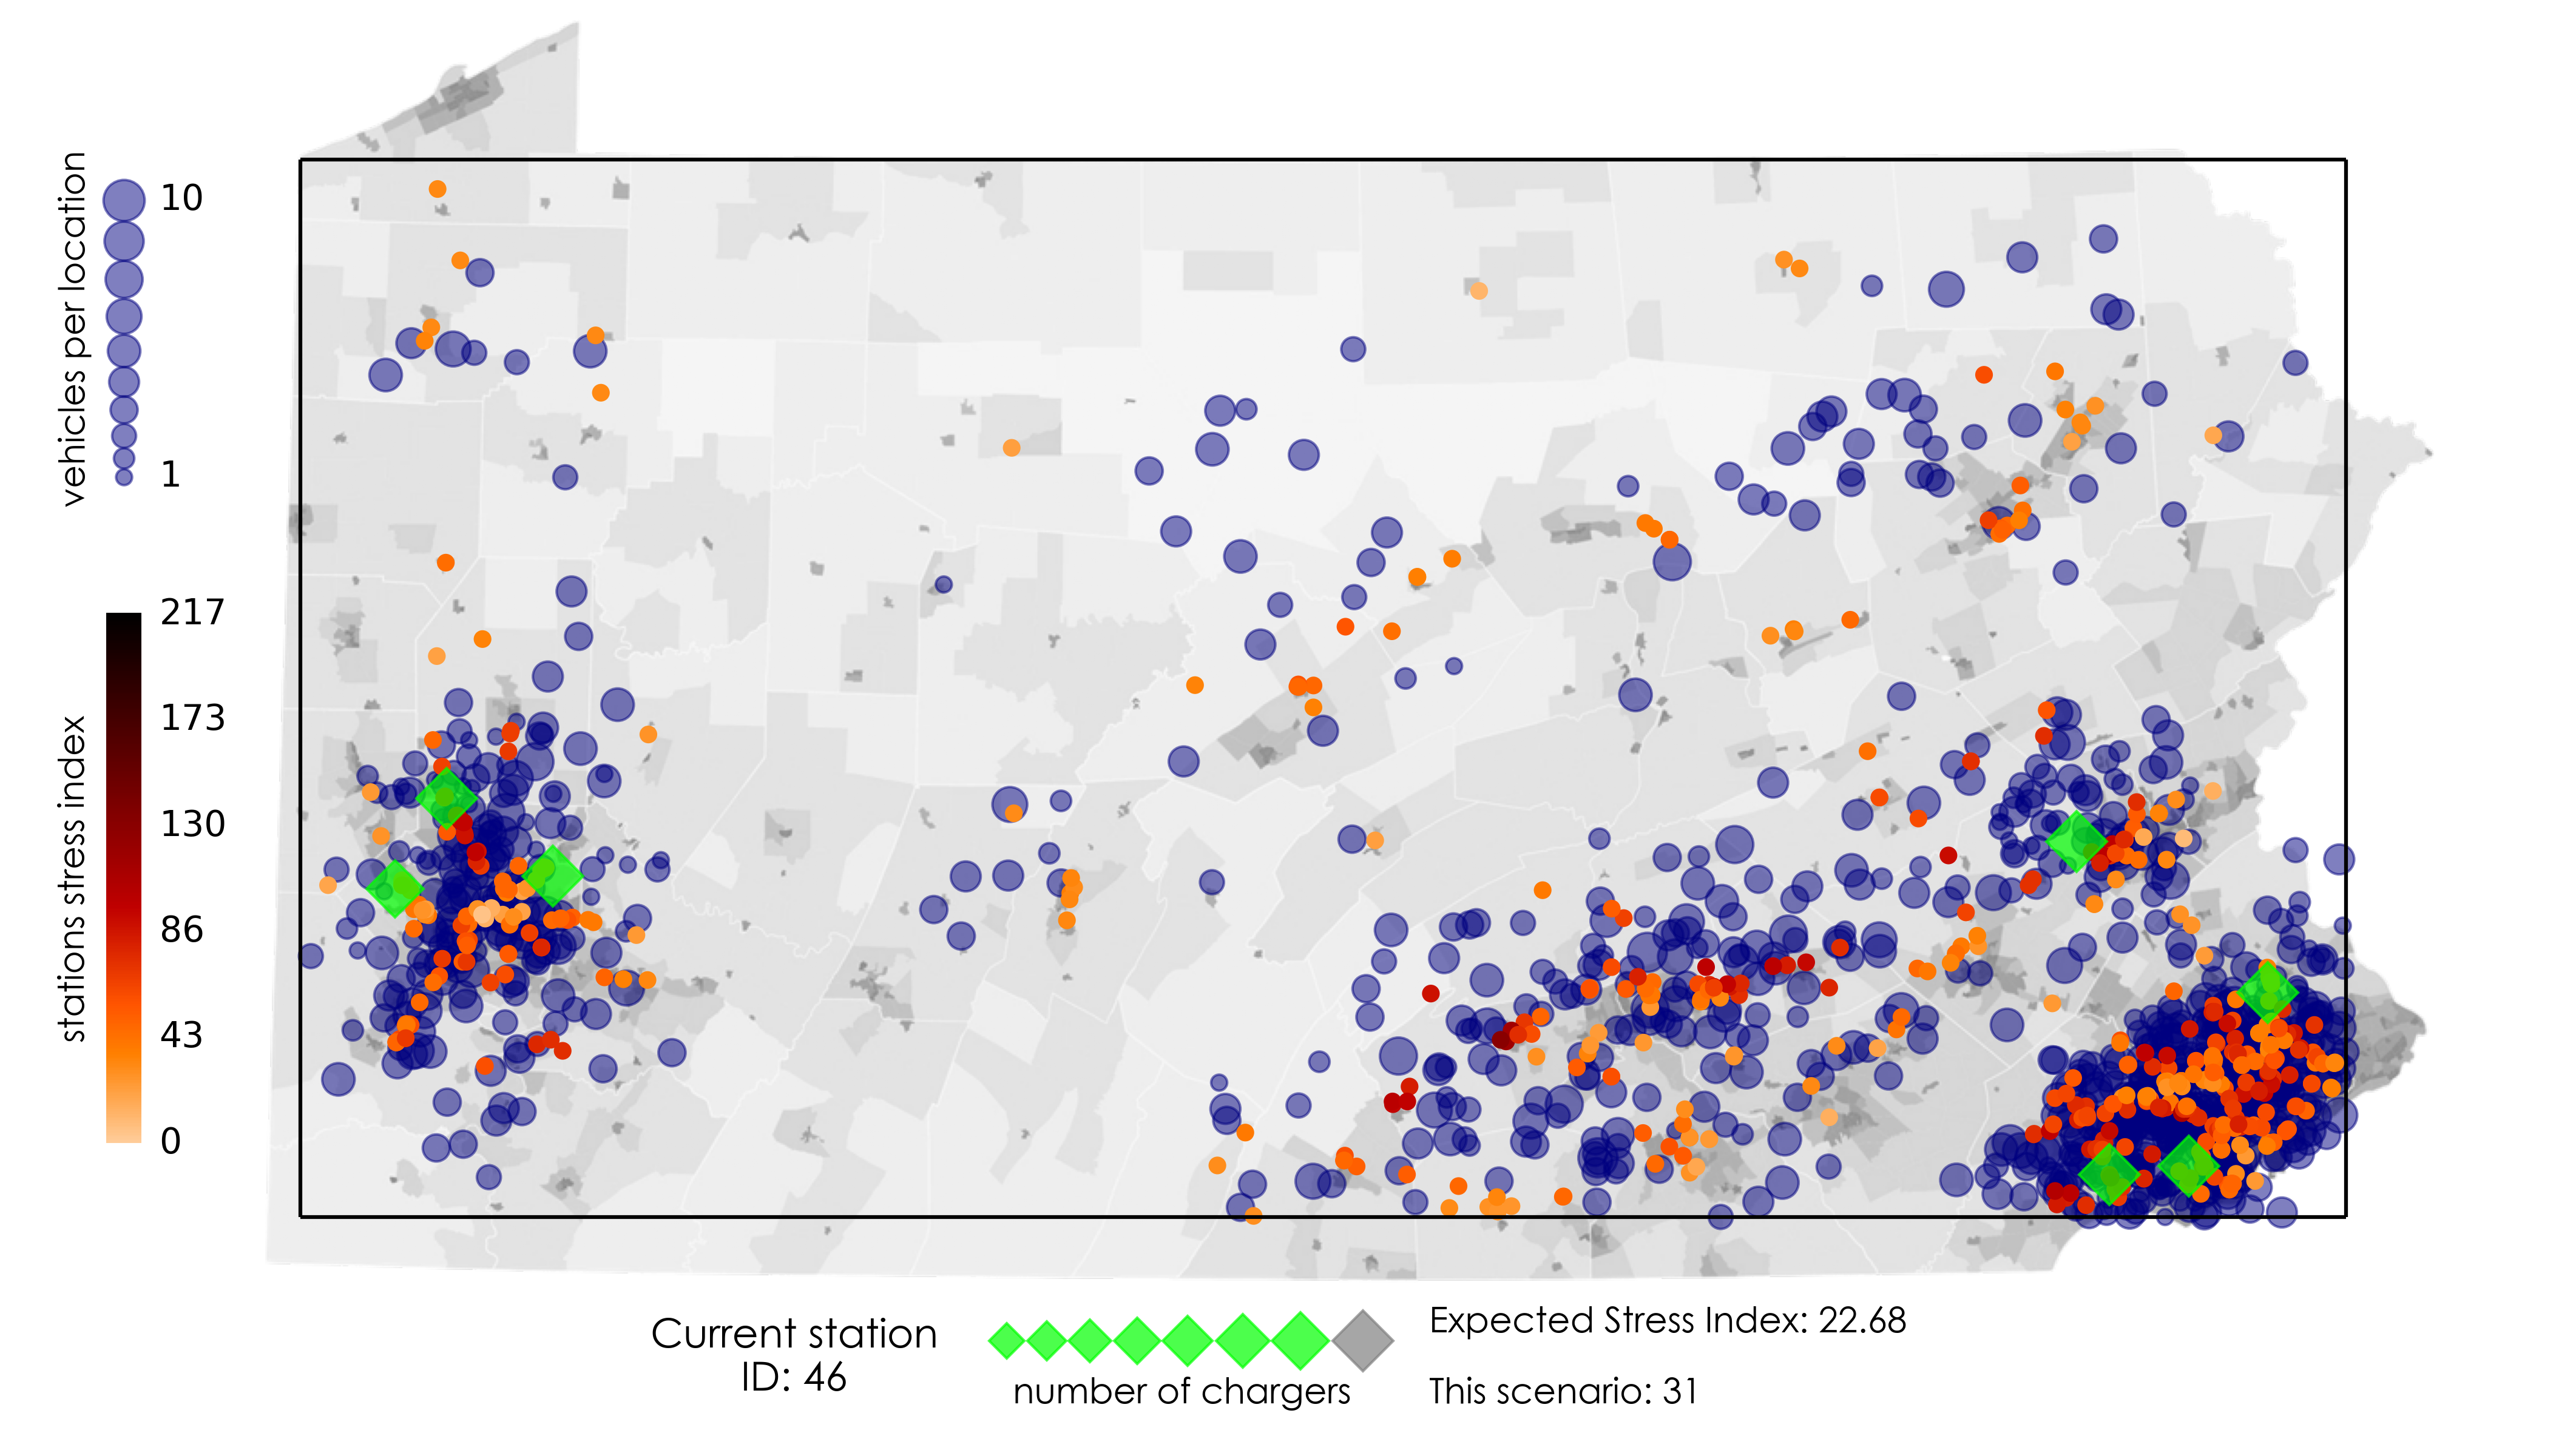 vehicles per location
10
1
stations stress index
217
173
130
86
43
0
Current station
ID: 46
number of chargers
Expected Stress Index: 22.68
This scenario: 31